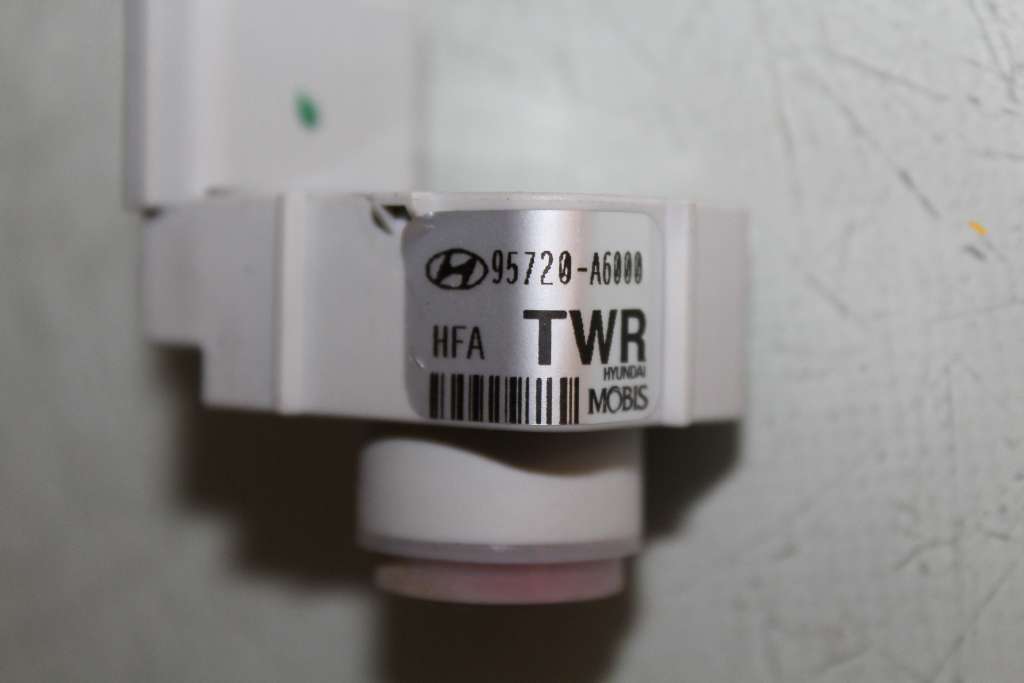 95720-A6000
HFA TWR
HYUNDAI
MOBIS